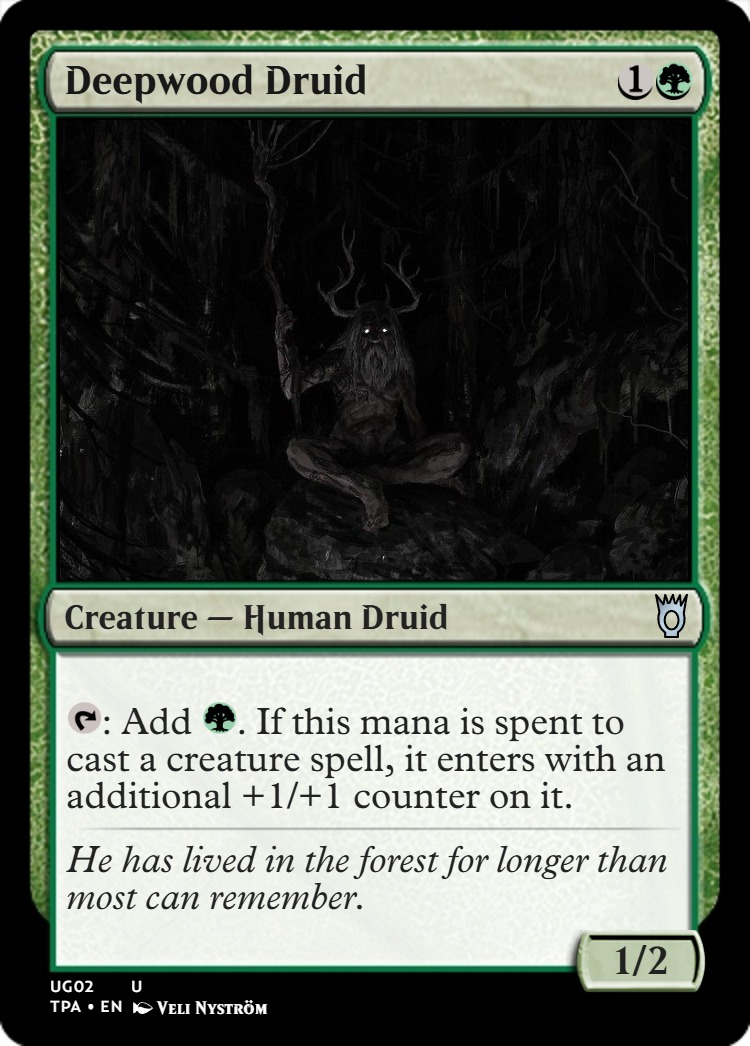 Deepwood Druid 1
Creature — Human Druid
: Add . If this mana is spent to
cast a creature spell, it enters with an
additional +1/+1 counter on it.
He has lived in the forest for longer than
most can remember.
1/2
UG02 U
TPA • EN VELI NYSTRÖM